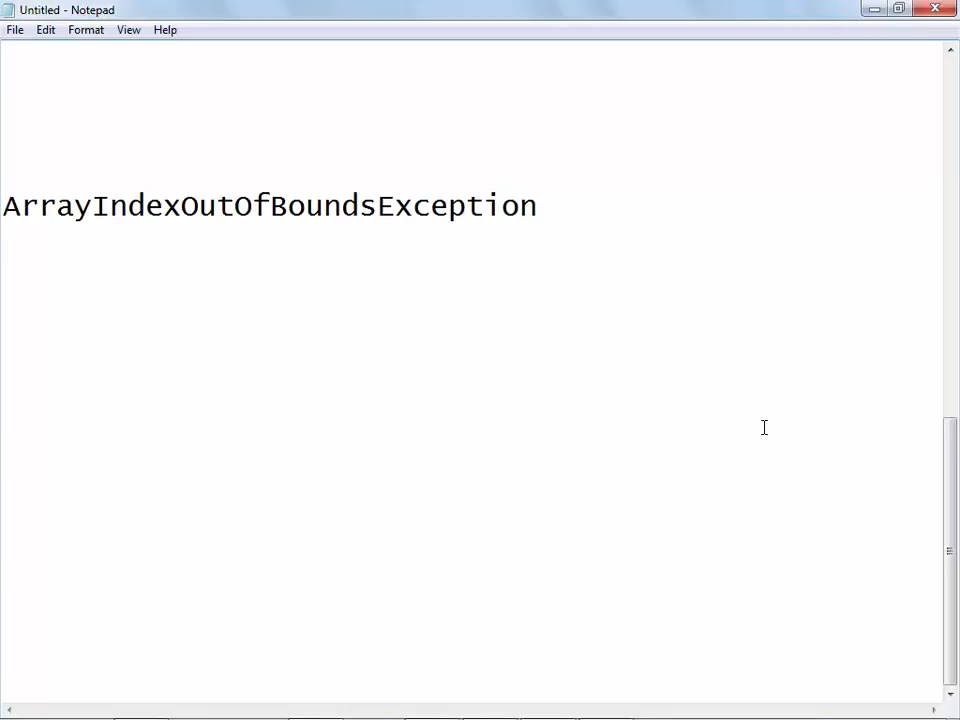 Untitled - Notepad
File Edit Format View Help
ArrayIndexOutOfBoundsException